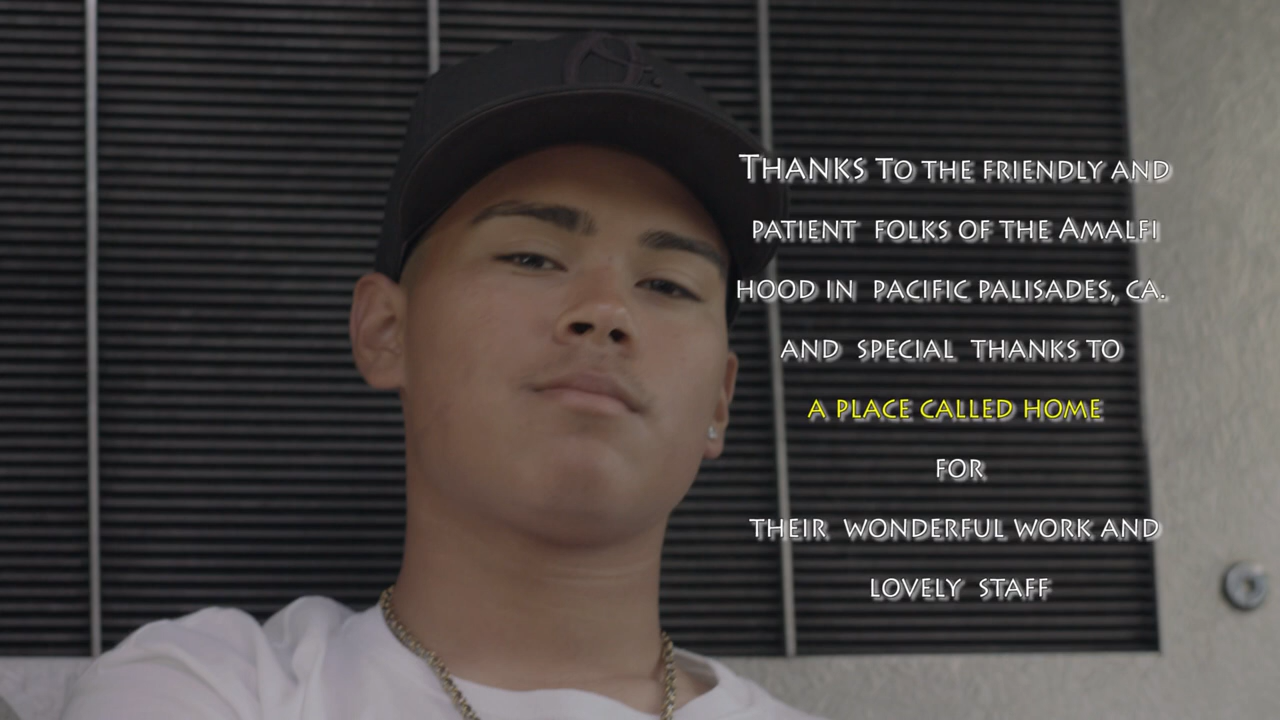 THANKS TO THE FRIENDLY AND
PATIENT FOLKS OF THE AMALFI
HOOD IN PACIFIC PALISADES, CA.
AND SPECIAL THANKS TO
A PLACE CALLED HOME
FOR
THEIR WONDERFUL WORK AND
LOVELY STAFF